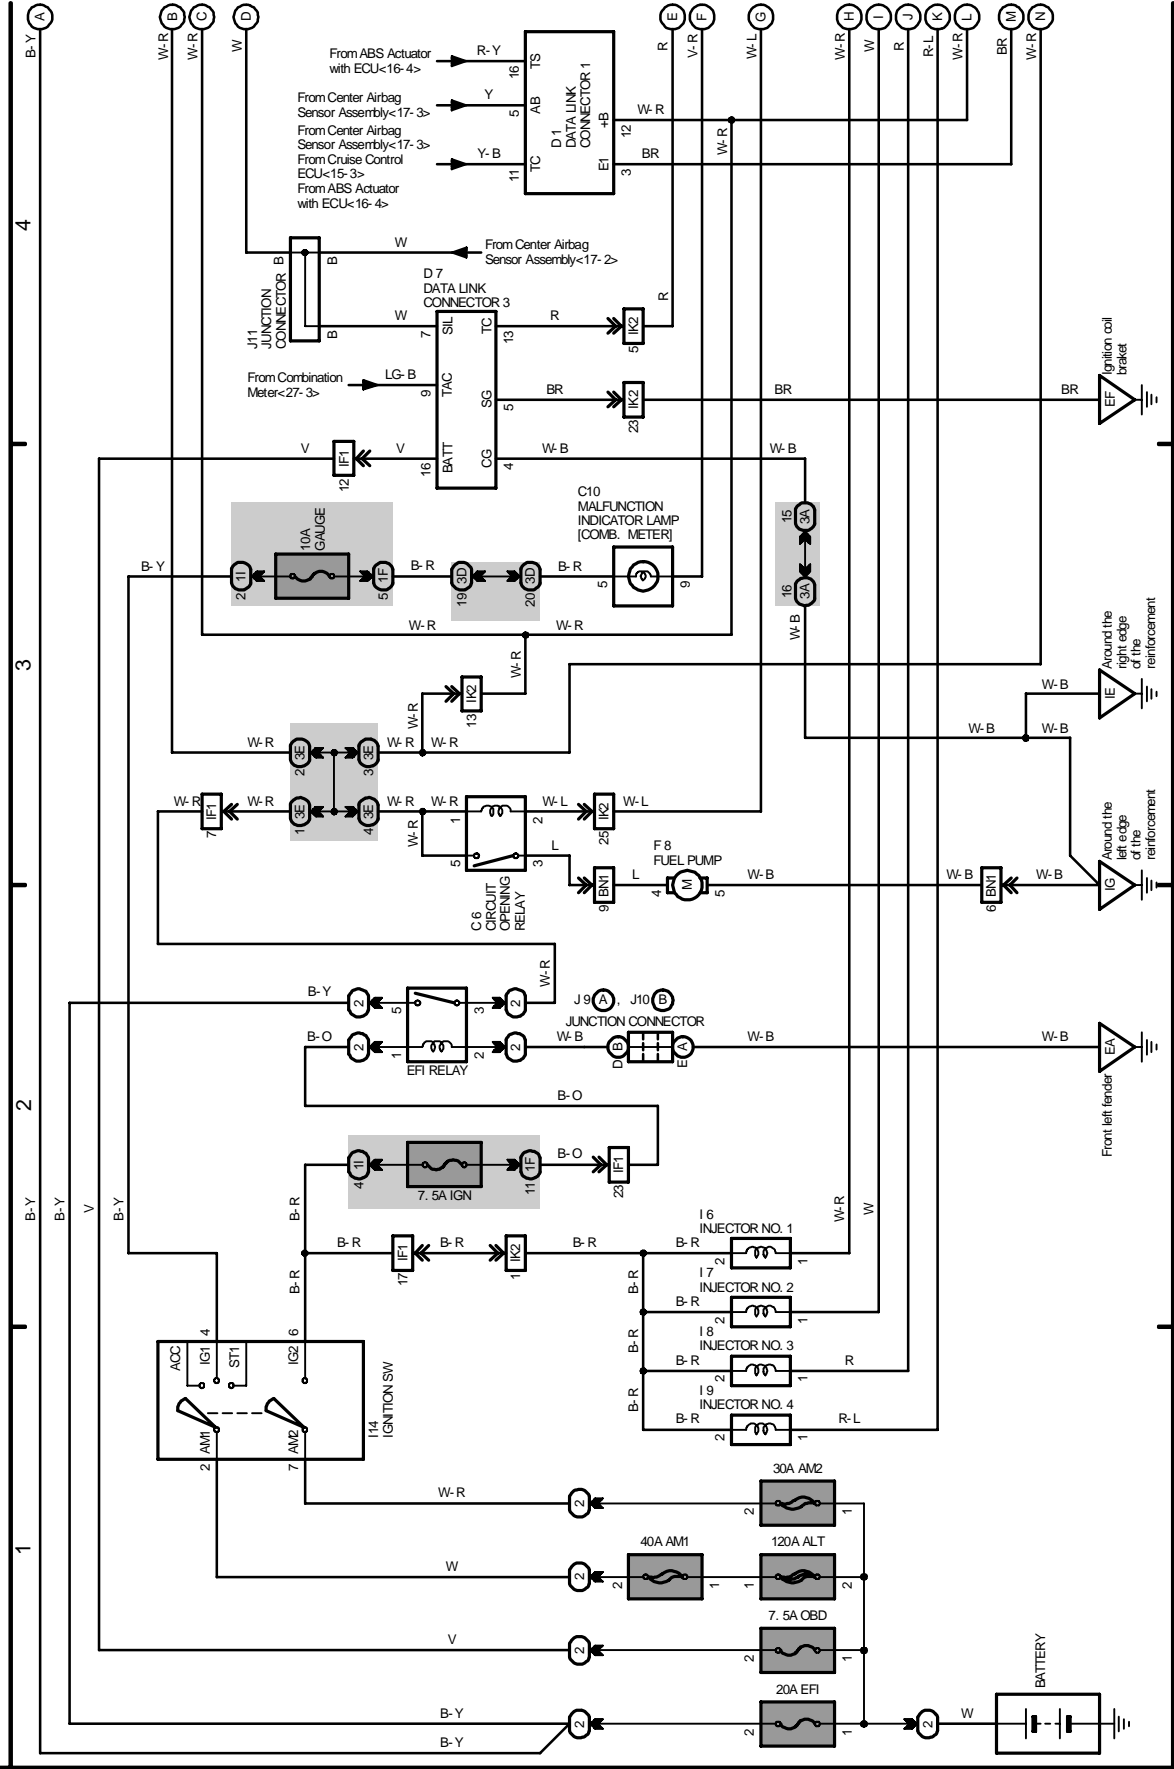 A
B
C
D
E
F
G
H
I
J
K
L
M
N
B-Y
W-R
W-R
W
R
V-R
W-L
W-R
W
R
R-L
W-R
BR
W-R
4
From ABS Actuator
with ECU<16-4>
R-Y
16
TS
From Center Airbag
Sensor Assembly<17-3>
Y
5
AB
From Center Airbag
Sensor Assembly<17-3>
From Cruise Control
ECU<15-3>
From ABS Actuator
with ECU<16-4>
Y-B
11
TC
D 1
DATA LINK
CONNECTOR 1
+B
12
W-R
W-R
E1
3
BR
J11
JUNCTION
CONNECTOR
B
B
B
W
From Center Airbag
Sensor Assembly<17-2>
D 7
DATA LINK
CONNECTOR 3
W
7
SIL
TC
13
R
5
IK2
R
From Combination
Meter<27-3>
LG-B
9
TAC
SG
5
BR
23
IK2
BR
BR
EF
Ignition coil
braket
V
12
IF1
V
16
BATT
CG
4
W-B
W-B
15
3A
16
3A
W-B
3
10A
GAUGE
B-Y
2
1I
5
1F
B-R
19
3D
20
3D
B-R
C10
MALFUNCTION
INDICATOR LAMP
[COMB. METER]
5
9
W-R
W-R
W-R
13
IK2
W-R
W-R
2
3E
3
3E
W-R
W-R
W-R
7
IF1
W-R
1
3E
4
3E
W-R
W-R
W-R
1
2
5
3
C 6
CIRCUIT
OPENING
RELAY
W-L
25
IK2
W-L
L
9
BN1
L
F 8
FUEL PUMP
4
M
5
W-B
W-B
6
BN1
W-B
W-B
W-B
W-B
IE
Around the
right edge
of the
reinforcement
IG
Around the
left edge
of the
reinforcement
2
B-Y
2
5
3
2
W-R
B-O
2
1
2
2
EFI RELAY
W-B
J 9 A , J10 B
JUNCTION CONNECTOR
D
B
E
A
W-B
W-B
EA
Front left fender
B-O
4
1I
7.5A IGN
11
1F
B-O
23
IF1
B-Y
B-Y
V
B-Y
B-R
B-R
B-R
17
IF1
B-R
1
IK2
B-R
B-R
B-R
B-R
I 6
INJECTOR NO. 1
B-R
2
1
W-R
I 7
INJECTOR NO. 2
B-R
2
1
W
I 8
INJECTOR NO. 3
B-R
2
1
R
I 9
INJECTOR NO. 4
B-R
2
1
R-L
1
ACC
IG1
ST1
IG2
4
6
AM1
AM2
2
7
I14
IGNITION SW
W-R
2
30A AM2
2
1
W
2
40A AM1
2
1
120A ALT
1
2
V
2
7.5A OBD
2
1
B-Y
B-Y
2
20A EFI
2
1
2
W
BATTERY